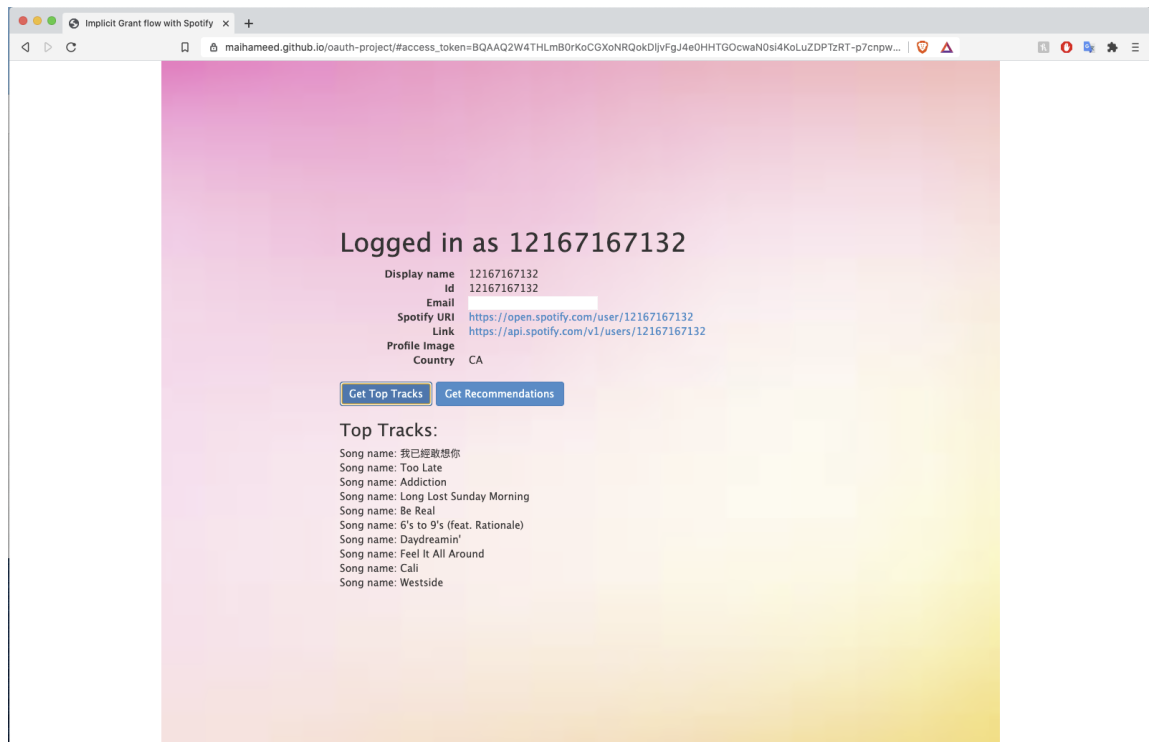 Implicit Grant flow with Spotify
maihameed.github.io/oauth-project/#access_token=BQAAQ2W4THLmB0rKoCGXoNRQokDljvFgJ4e0HHTGOcwaN0si4KoLuZDPTzRT-p7cnpw...
Logged in as 12167167132
Display name 12167167132
Id 12167167132
Email
Spotify URI https://open.spotify.com/user/12167167132
Link https://api.spotify.com/v1/users/12167167132
Profile Image
Country CA
Get Top Tracks Get Recommendations
Top Tracks:
Song name: 我已經敢想你
Song name: Too Late
Song name: Addiction
Song name: Long Lost Sunday Morning
Song name: Be Real
Song name: 6's to 9's (feat. Rationale)
Song name: Daydreamin'
Song name: Feel It All Around
Song name: Cali
Song name: Westside